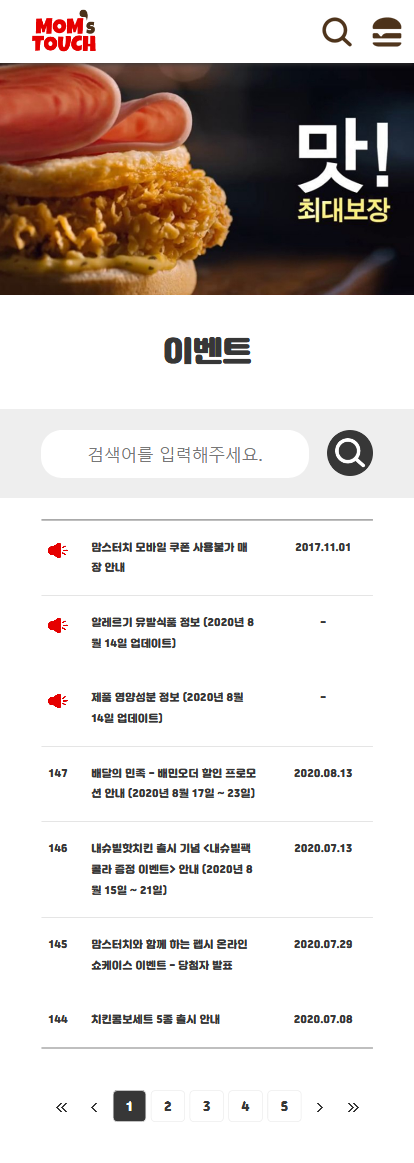 MOM's
TOUCH
맛!
최대보장
이벤트
검색어를 입력해주세요.
맘스터치 모바일 쿠폰 사용불가 매
장 안내
2017.11.01
알레르기 유발식품 정보 (2020년 8
월 14일 업데이트)
-
제품 영양성분 정보 (2020년 8월
14일 업데이트)
-
147
배달의 민족 - 배민오더 할인 프로모
션 안내 (2020년 8월 17일 ~ 23일)
2020.08.13
146
내슈빌핫치킨 출시 기념 <내슈빌팩
콜라 증정 이벤트> 안내 (2020년 8
월 15일 ~ 21일)
2020.07.13
145
맘스터치와 함께 하는 펩시 온라인
쇼케이스 이벤트 - 당첨자 발표
2020.07.29
144
치킨콤보세트 5종 출시 안내
2020.07.08
1 2 3 4 5